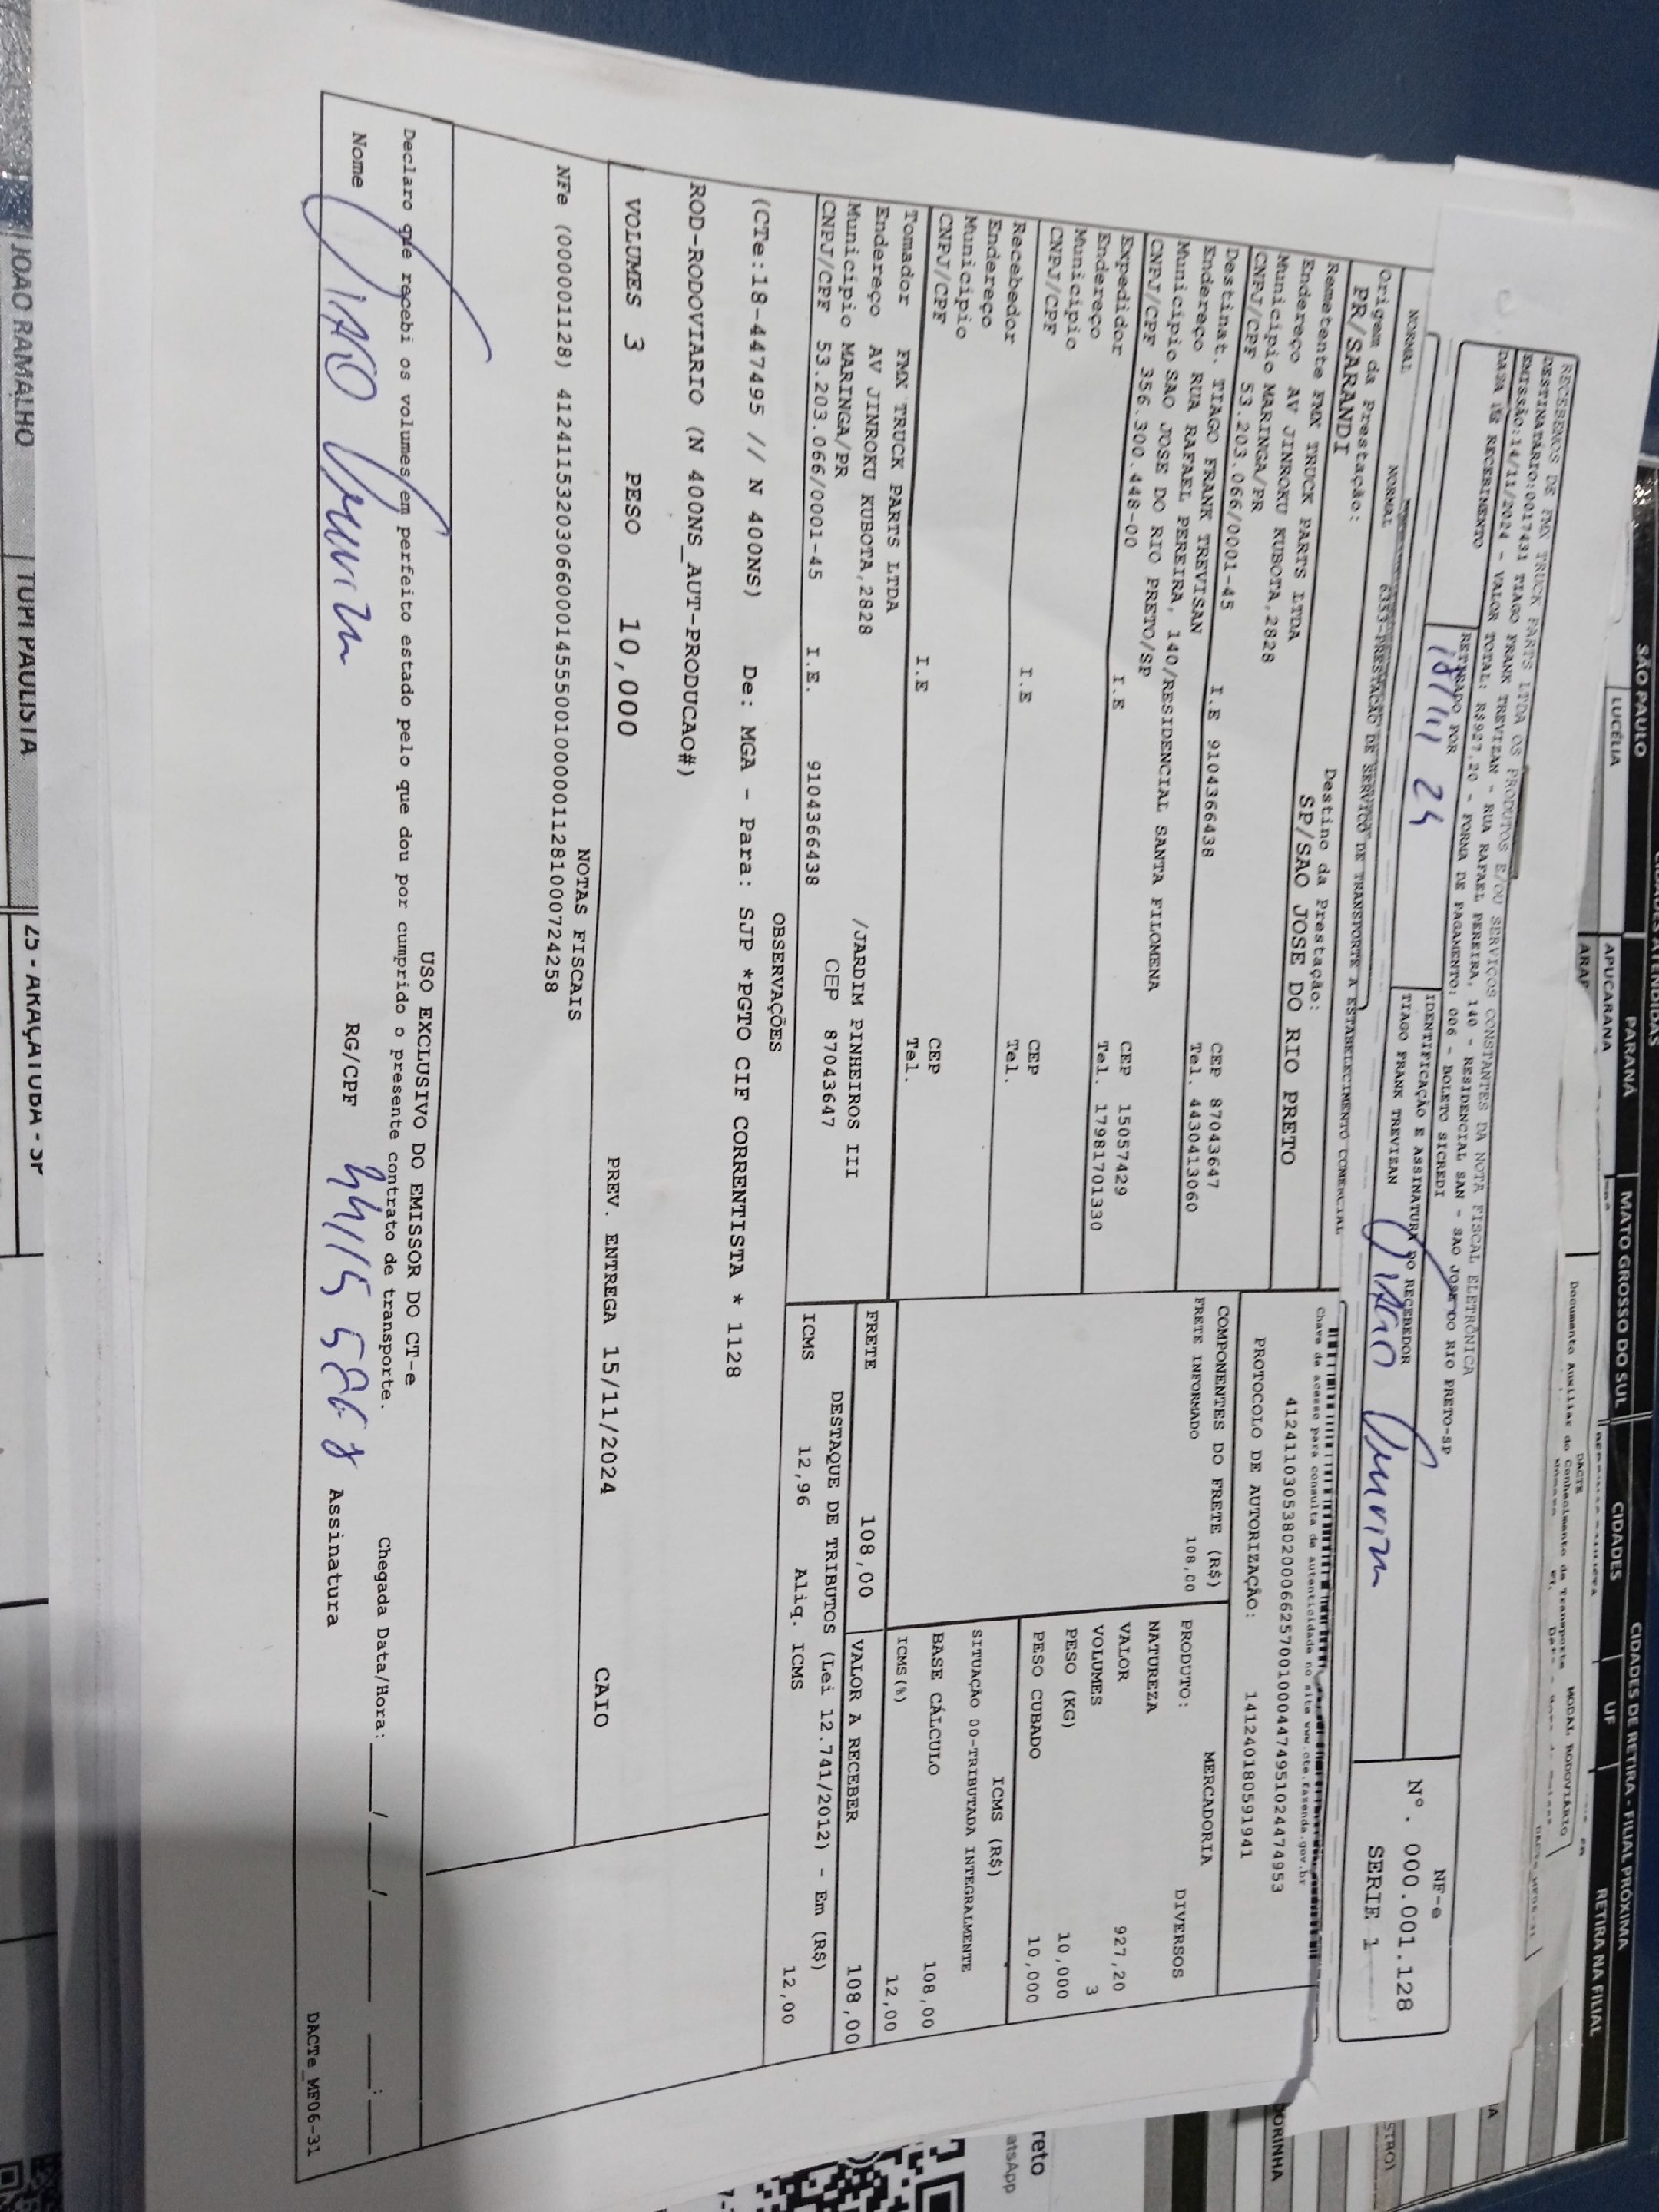 RECEBEMOS DE FMX TRUCK PARTS LTDA OS PRODUTOS E/OU SERVIÇOS CONSTANTES DA NOTA FISCAL ELETRÔNICA
DESTINATÁRIO:0017431 TIAGO FRANK TREVIZAN - RUA RAFAEL PEREIRA, 140 - RESIDENCIAL SAN - SAO JOSE DO RIO PRETO-SP
EMISSÃO:14/11/2024 - VALOR TOTAL: R$927,20 - FORMA DE PAGAMENTO: 006 - BOLETO SICREDI
DATA DE RECEBIMENTO
RETIRADO POR
18/11 24
IDENTIFICAÇÃO E ASSINATURA DO RECEBEDOR
TIAGO FRANK TREVIZAN
NF-e
Nº. 000.001.128
SERIE 1
NORMAL NORMAL 6353-PRESTACAO DE SERVICO DE TRANSPORTE A ESTABELECIMENTO COMERCIAL
Origem da Prestação:
PR/SARANDI
Destino da Prestação:
SP/SAO JOSE DO RIO PRETO
Chave de acesso para consulta de autenticidade no site www.cte.fazenda.gov.br
41241103053802000662570010004474951024474953
PROTOCOLO DE AUTORIZAÇÃO: 141240180591941
Remetente FMX TRUCK PARTS LTDA
Endereço AV JINROKU KUBOTA,2828
Município MARINGA/PR CEP 87043647
CNPJ/CPF 53.203.066/0001-45 I.E 9104366438 Tel. 4430413060
Destinat. TIAGO FRANK TREVISAN
Endereço RUA RAFAEL PEREIRA, 140/RESIDENCIAL SANTA FILOMENA
Município SAO JOSE DO RIO PRETO/SP CEP 15057429
CNPJ/CPF 356.300.448-00 I.E Tel. 17981701330
Expedidor
Endereço
Município CEP
CNPJ/CPF I.E Tel.
Recebedor
Endereço
Município CEP
CNPJ/CPF I.E Tel.
Tomador FMX TRUCK PARTS LTDA
Endereço AV JINROKU KUBOTA,2828 /JARDIM PINHEIROS III
Município MARINGA/PR CEP 87043647
CNPJ/CPF 53.203.066/0001-45 I.E. 9104366438
COMPONENTES DO FRETE (R$)
FRETE INFORMADO 108,00
MERCADORIA
PRODUTO: DIVERSOS
NATUREZA
VALOR 927,20
VOLUMES 3
PESO (KG) 10,000
PESO CUBADO 10,000
ICMS (R$)
SITUAÇÃO 00-TRIBUTADA INTEGRALMENTE
BASE CÁLCULO 108,00
ICMS(%) 12,00
FRETE 108,00 VALOR A RECEBER 108,00
DESTAQUE DE TRIBUTOS (Lei 12.741/2012) - Em (R$)
ICMS 12,96 Aliq. ICMS 12,00
OBSERVAÇÕES
(CTe:18-447495 // N 400NS) De: MGA - Para: SJP *PGTO CIF CORRENTISTA * 1128
ROD-RODOVIARIO (N 400NS_AUT-PRODUCAO#)
VOLUMES 3 PESO 10,000 PREV. ENTREGA 15/11/2024 CAIO
NOTAS FISCAIS
NFe (000001128) 41241153203066000145550010000011281000724258
USO EXCLUSIVO DO EMISSOR DO CT-e
Declaro que recebi os volumes em perfeito estado pelo que dou por cumprido o presente contrato de transporte.
Chegada Data/Hora: ___/___/___ ___:___
Nome RG/CPF Assinatura
DACTe_MF06-31
DACTE
Documento Auxiliar do Conhecimento de Transporte
MODAL RODOVIÁRIO
CIDADES DE RETIRA - FILIAL PRÓXIMA
SÃO PAULO PARANÁ MATO GROSSO DO SUL CIDADES UF RETIRA NA FILIAL
LUCÉLIA APUCARANA
JOAO RAMALHO TUPI PAULISTA 25 - ARAÇATUBA - SP
reto
atsApp